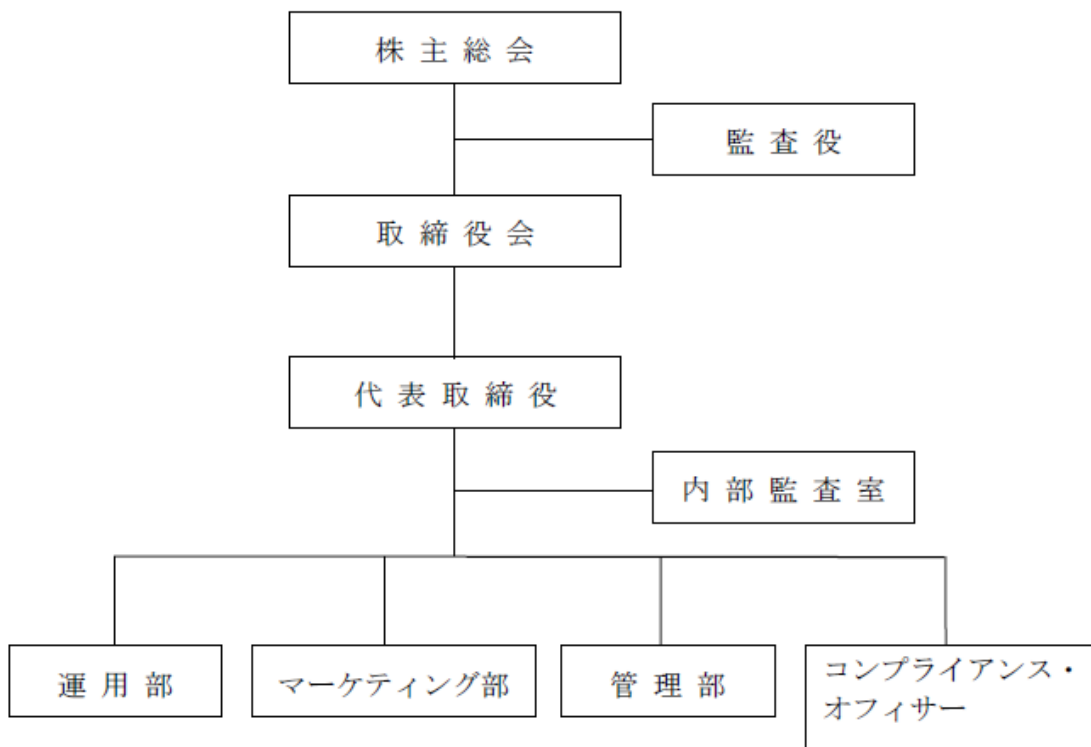 株主総会
監査役
取締役会
代表取締役
内部監査室
運用部
マーケティング部
管理部
コンプライアンス・
オフィサー